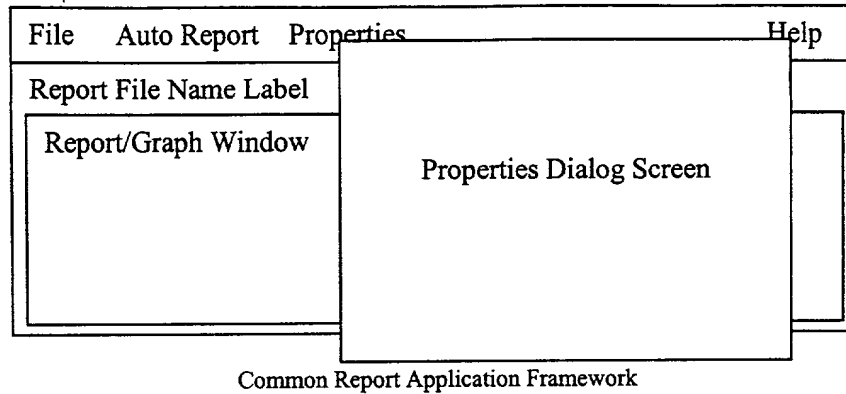 File Auto Report Properties Help
Report File Name Label
Report/Graph Window
Properties Dialog Screen
Common Report Application Framework